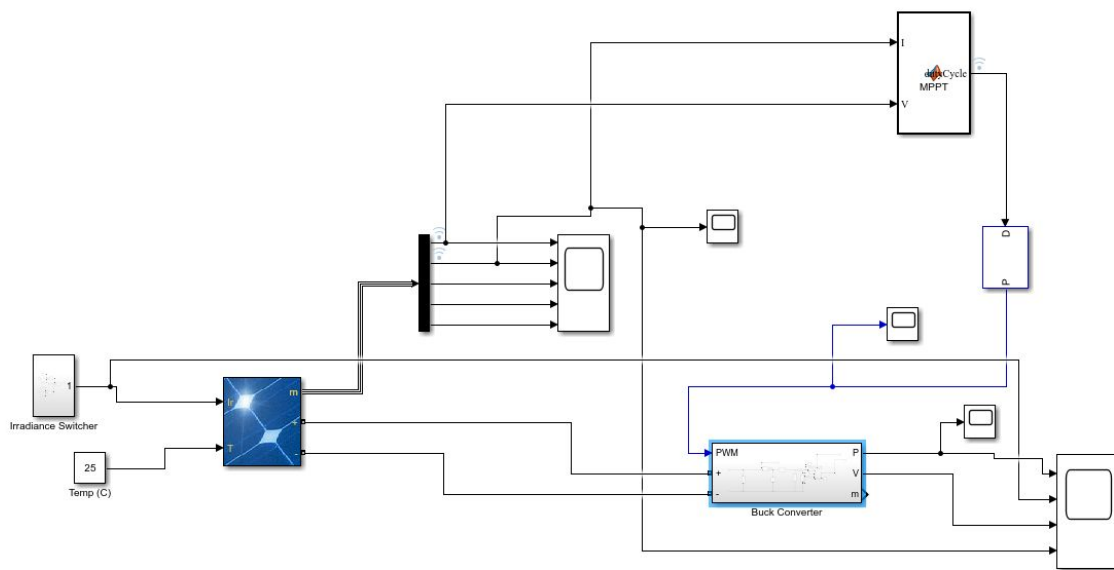 I
dutyCycle
MPPT
V
D
P
1
Irradiance Switcher
Ir
m
+
T
-
25
Temp (C)
PWM
P
+
V
-
m
Buck Converter